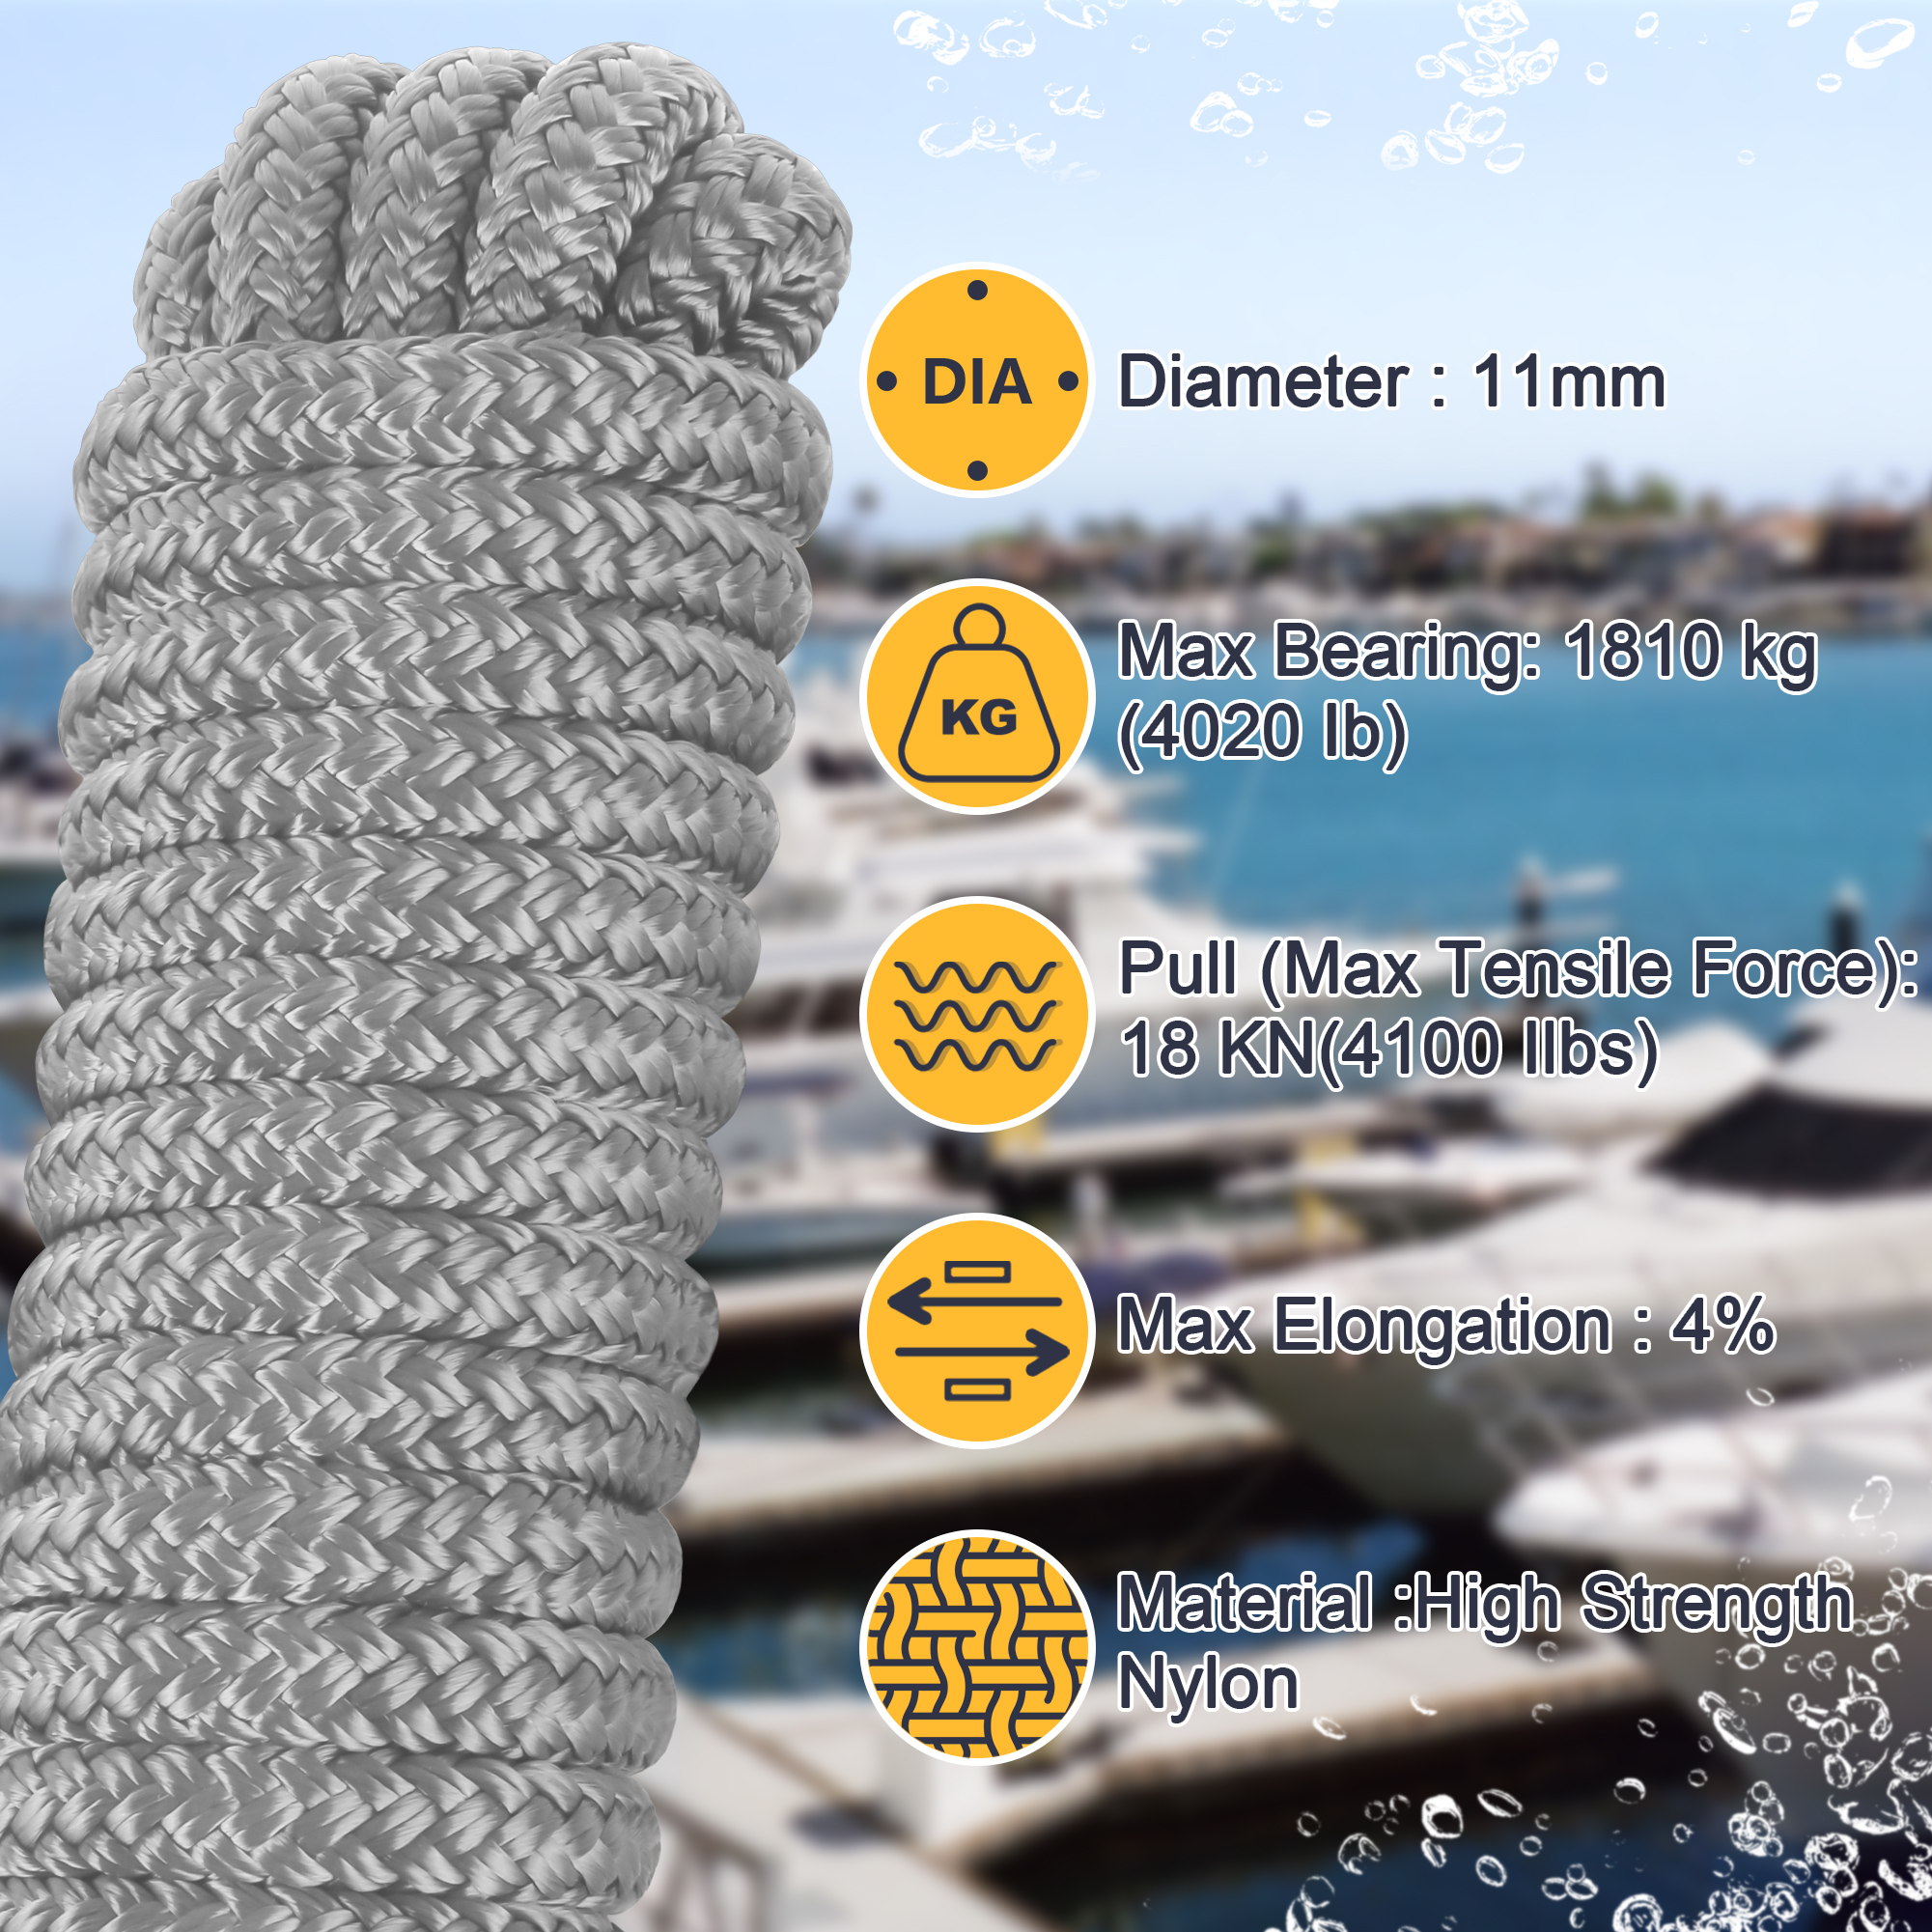 DIA
Diameter : 11mm
KG
Max Bearing: 1810 kg
(4020 lb)
Pull (Max Tensile Force):
18 KN(4100 llbs)
Max Elongation : 4%
Material :High Strength
Nylon